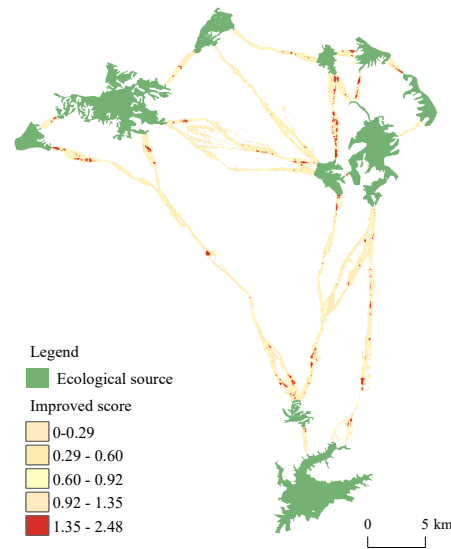 Legend
Ecological source
Improved score
0-0.29
0.29 - 0.60
0.60 - 0.92
0.92 - 1.35
1.35 - 2.48
0 5 km